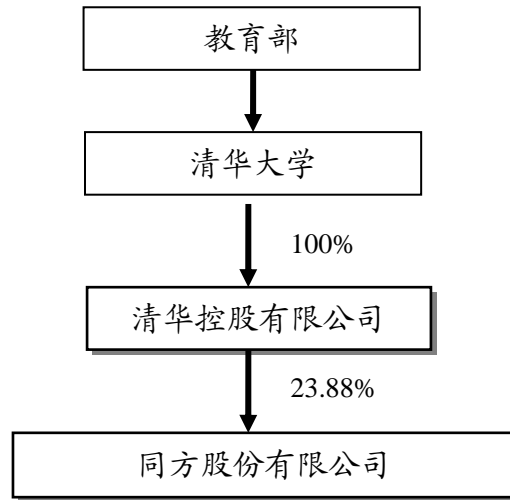 教育部
清华大学
100%
清华控股有限公司
23.88%
同方股份有限公司